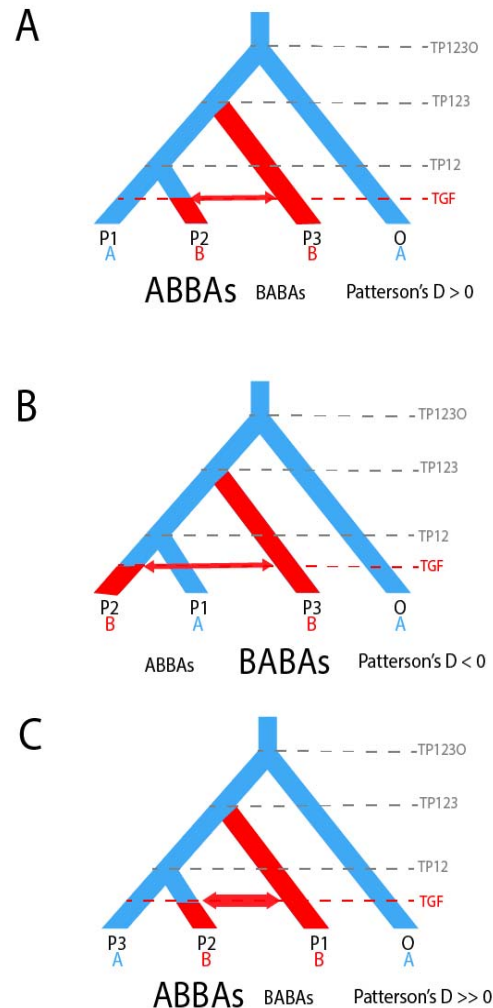 A
TP123O
TP123
TP12
TGF
P1 P2 P3 O
A B B A
ABBAs BABAs Patterson's D > 0
B
TP123O
TP123
TP12
TGF
P2 P1 P3 O
B A B A
ABBAs BABAs Patterson's D < 0
C
TP123O
TP123
TP12
TGF
P3 P2 P1 O
A B B A
ABBAs BABAs Patterson's D >> 0